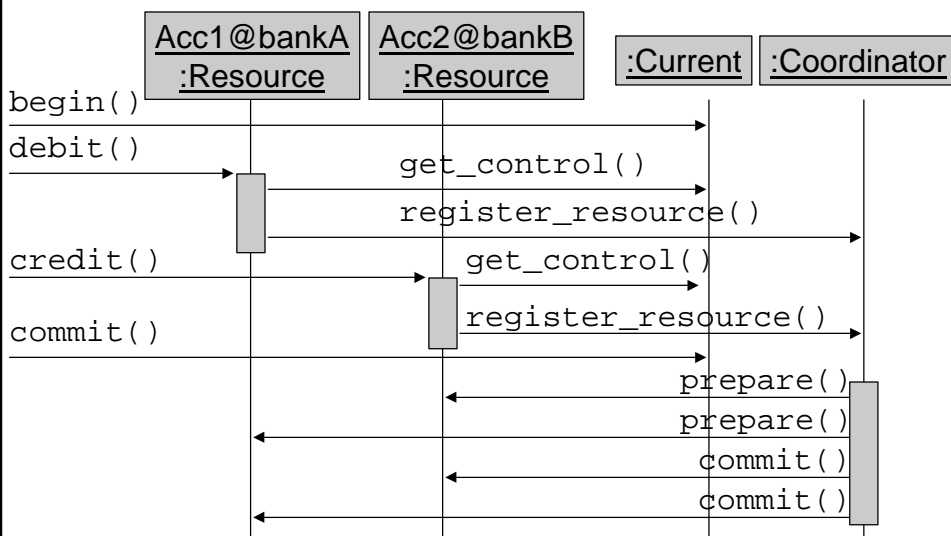 Acc1@bankA
:Resource
Acc2@bankB
:Resource
:Current
:Coordinator
begin()
debit()
get_control()
register_resource()
credit()
get_control()
register_resource()
commit()
prepare()
prepare()
commit()
commit()